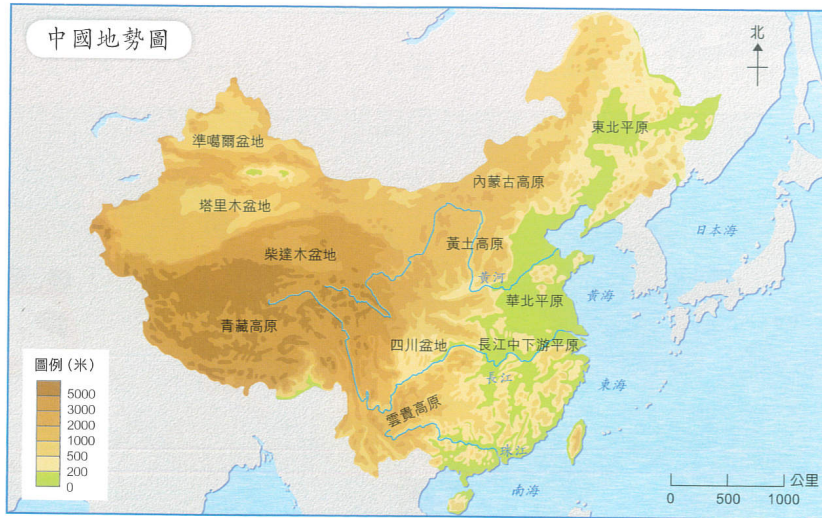 中國地勢圖
北
東北平原
準噶爾盆地
內蒙古高原
塔里木盆地
日本海
黃土高原
柴達木盆地
黃河
黃海
華北平原
青藏高原
四川盆地
長江中下游平原
圖例(米)
長江
東海
5000
3000
2000
1000
500
200
0
雲貴高原
珠江
南海
公里
0 500 1000